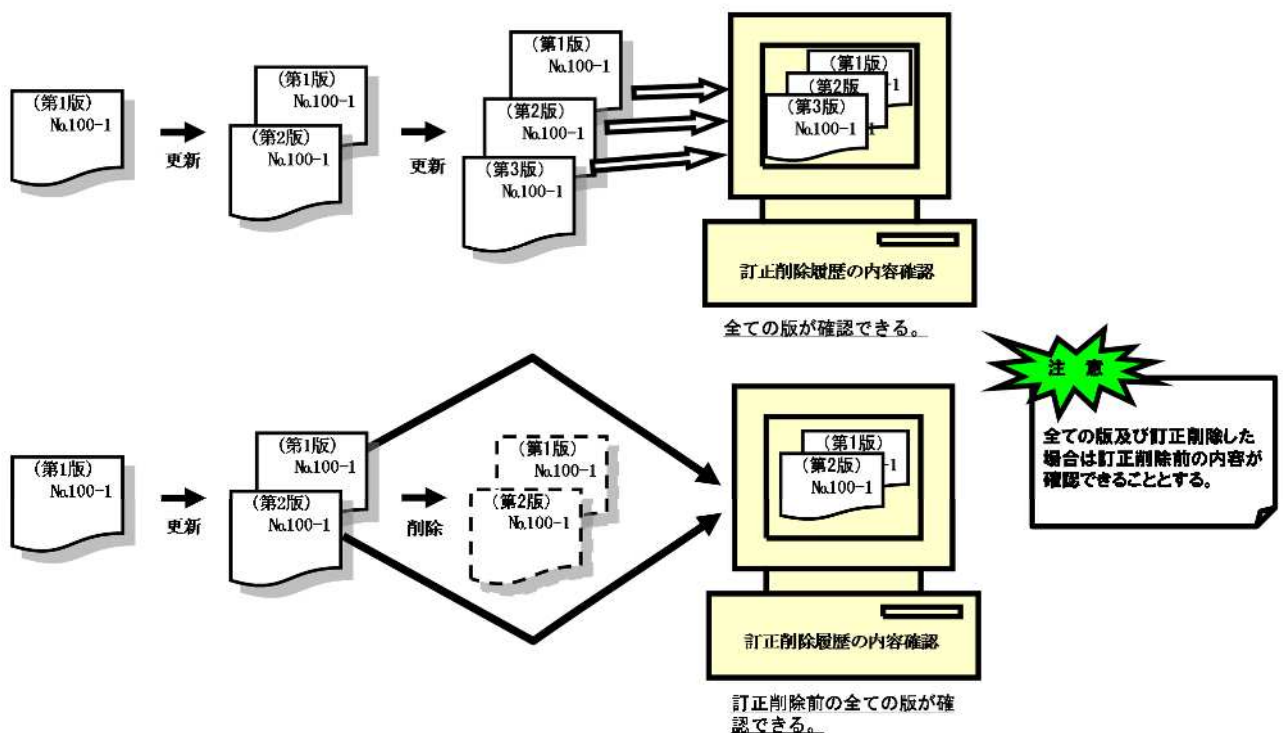 (第1版)
No.100-1
更新
(第1版)
No.100-1
(第2版)
No.100-1
更新
(第1版)
No.100-1
(第2版)
No.100-1
(第3版)
No.100-1
(第1版)
-1
(第2版
(第3版)
No.100-1
訂正削除履歴の内容確認
全ての版が確認できる。
注 意
全ての版及び訂正削除した
場合は訂正削除前の内容が
確認できることとする。
(第1版)
No.100-1
更新
(第1版)
No.100-1
(第2版)
No.100-1
削除
(第1版)
No.100-1
(第2版)
No.100-1
(第1版)
-1
(第2版)
No.100-1
訂正削除履歴の内容確認
訂正削除前の全ての版が確
認できる。